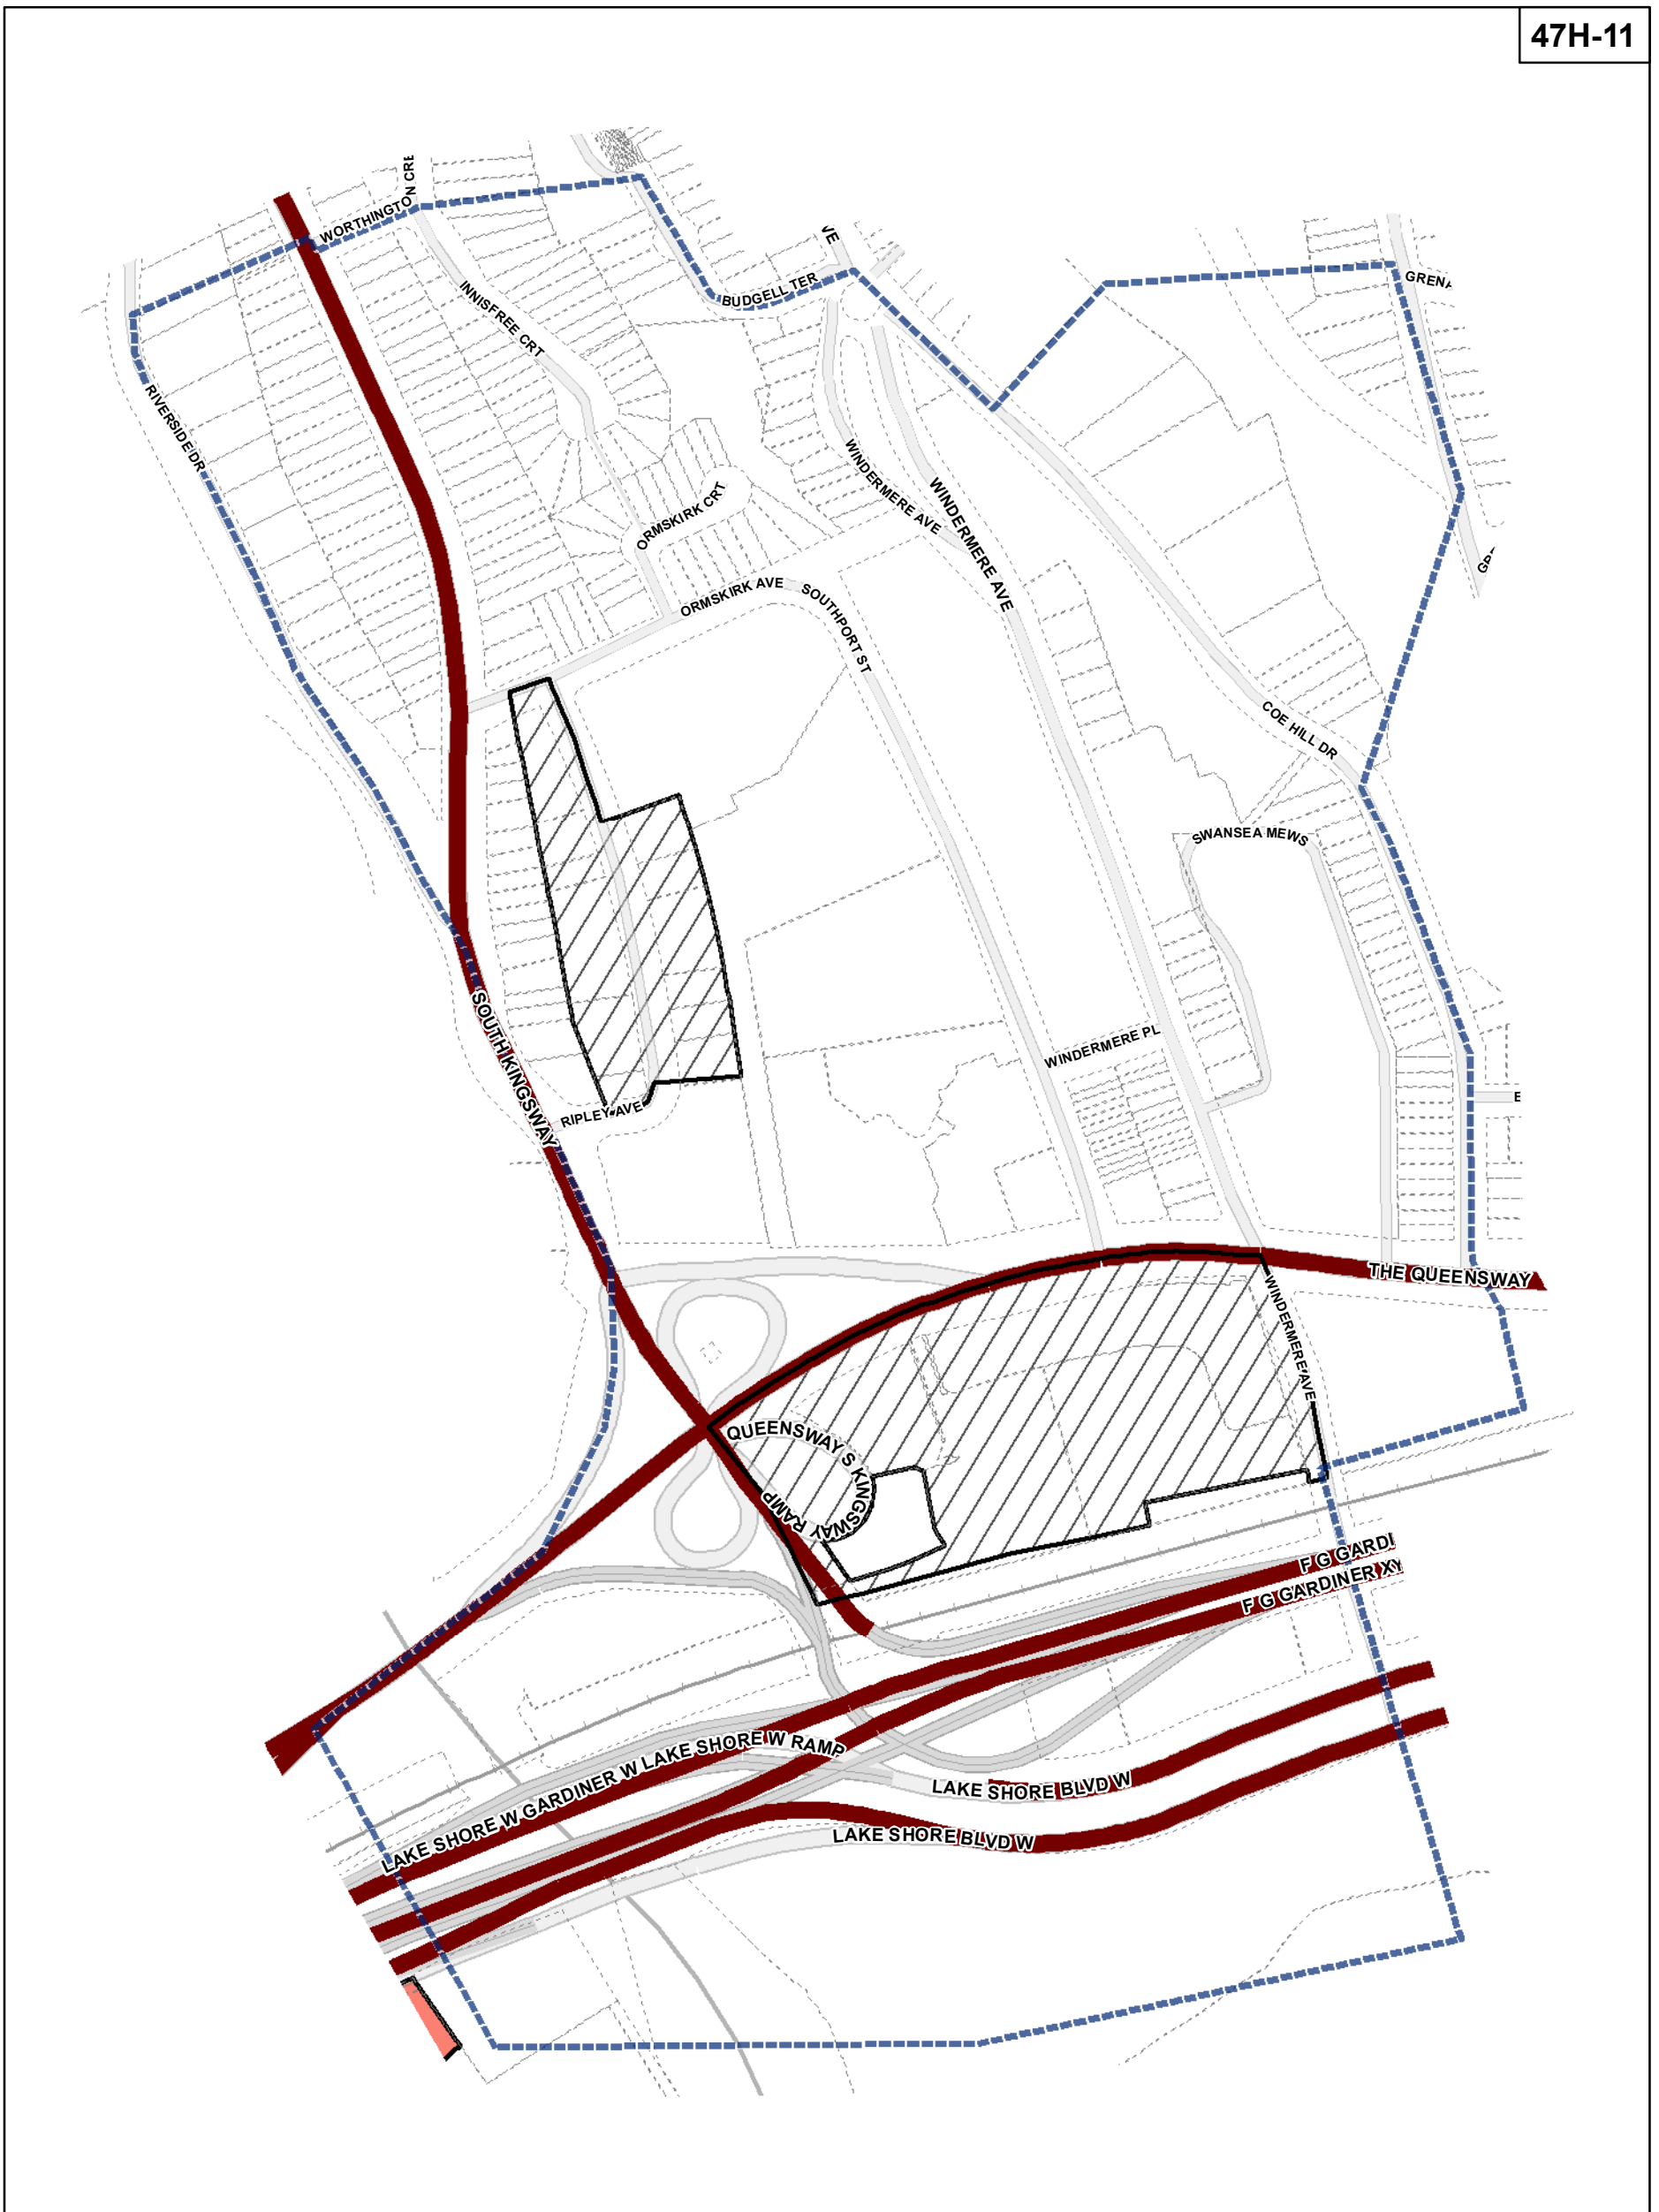 47H-11
WORTHINGTON CRE
INNISFREE CRT
BUDGELL TER
VE
GRENA
RIVERSIDE DR
WINDERMERE AVE
WINDERMERE AVE
ORMSKIRK CRT
ORMSKIRK AVE
SOUTHPORT ST
COE HILL DR
SWANSEA MEWS
SOUTH KINGSWAY
WINDERMERE PL
RIPLEY AVE
E
THE QUEENSWAY
WINDERMERE AVE
QUEENSWAY S KINGSWAY RAMP
F G GARDI
F G GARDINER XY
LAKE SHORE W GARDINER W LAKE SHORE W RAMP
LAKE SHORE BLVD W
LAKE SHORE BLVD W